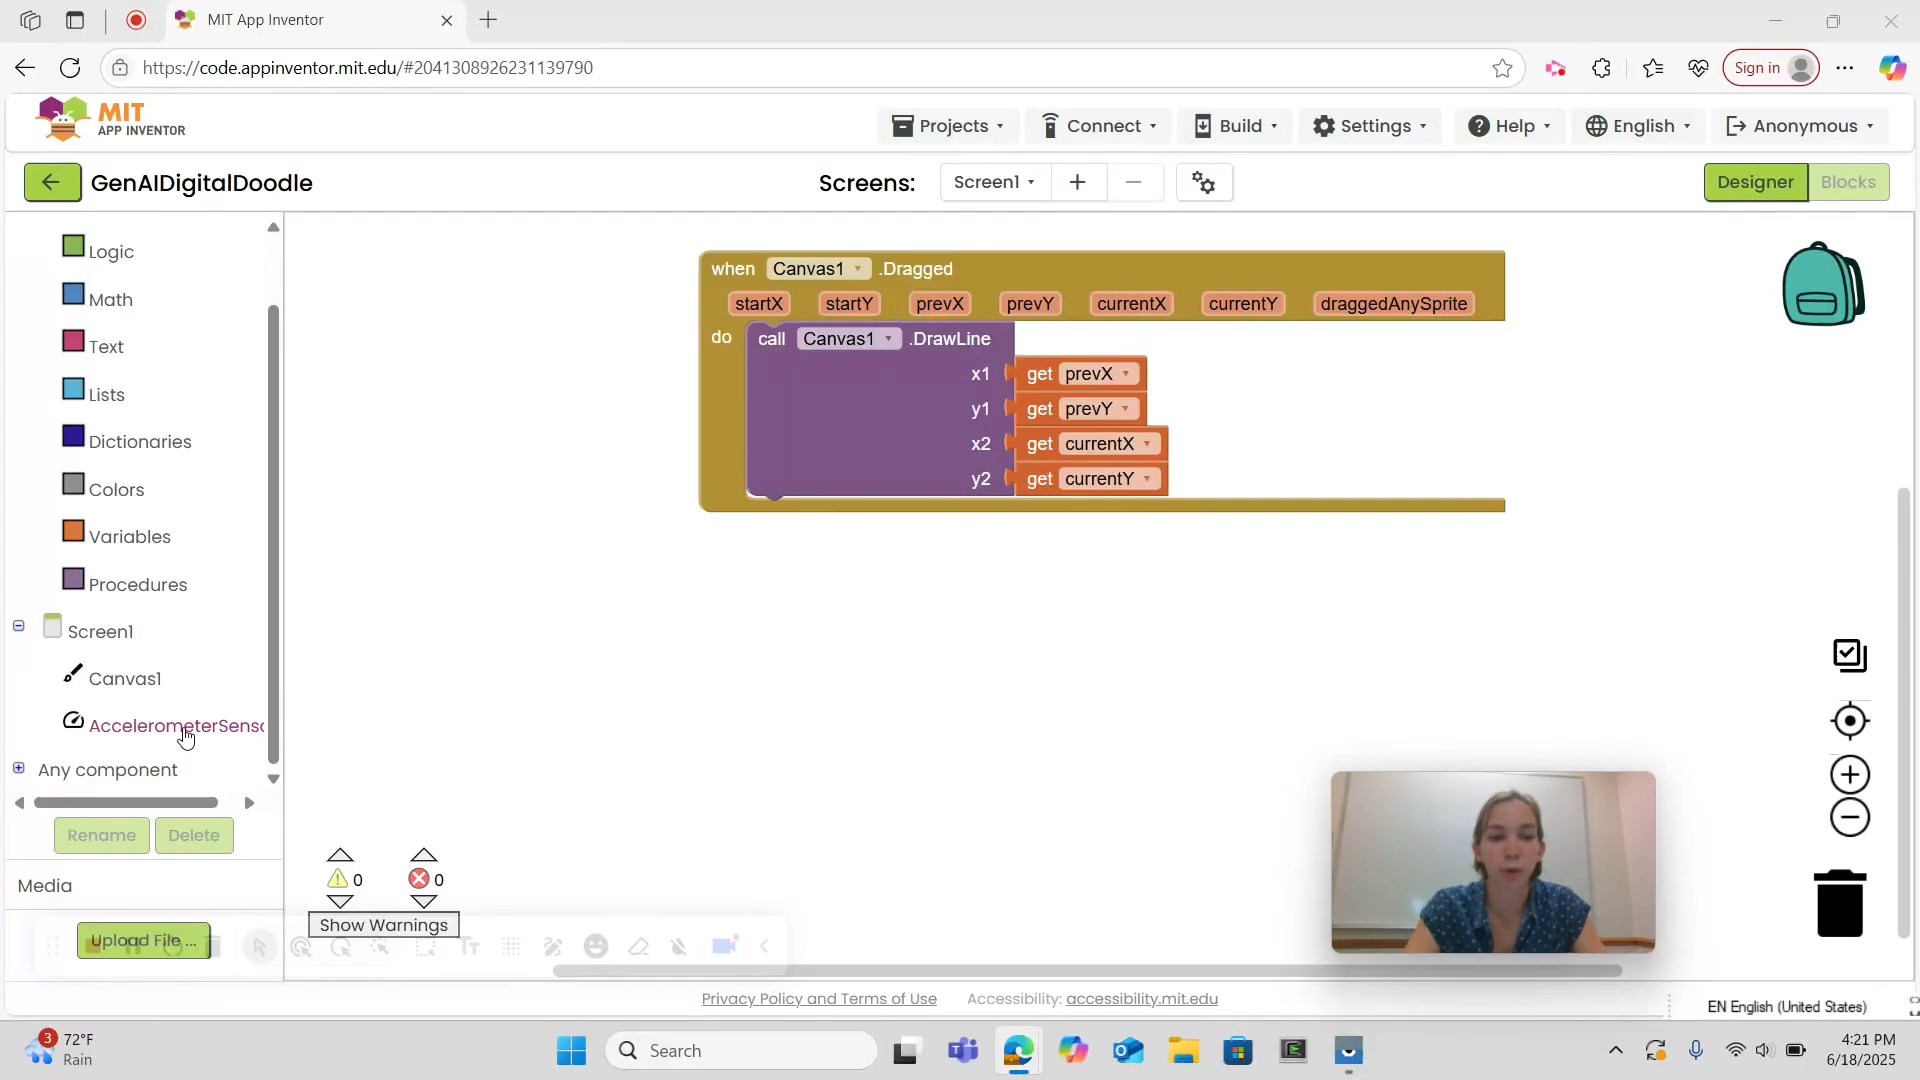 MIT App Inventor
https://code.appinventor.mit.edu/#2041308926231139790
Sign in
MIT
APP INVENTOR
Projects
Connect
Build
Settings
Help
English
Anonymous
GenAIDigitalDoodle
Screens:
Screen1
Designer
Blocks
Logic
Math
Text
Lists
Dictionaries
Colors
Variables
Procedures
Screen1
Canvas1
AccelerometerSenso
Any component
Rename
Delete
Media
Upload File ...
when Canvas1 .Dragged
startX startY prevX prevY currentX currentY draggedAnySprite
do call Canvas1 .DrawLine
x1 get prevX
y1 get prevY
x2 get currentX
y2 get currentY
0 0
Show Warnings
Tt
Privacy Policy and Terms of Use Accessibility: accessibility.mit.edu
EN English (United States)
3
72°F
Rain
Search
4:21 PM
6/18/2025